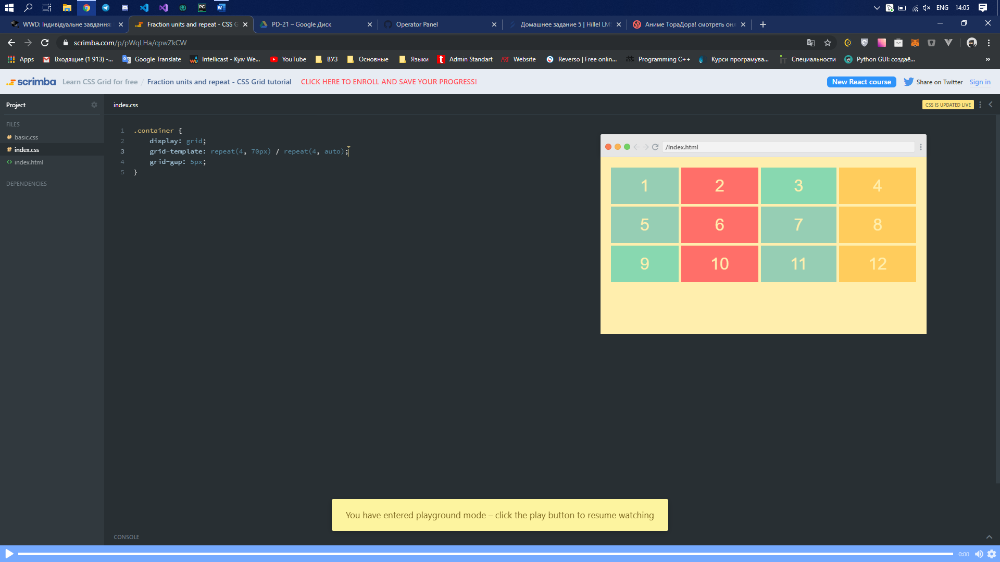 PC
W
ENG 14:05
WWD: Індивідуальне завдання:
Fraction units and repeat - CSS G
PD-21 – Google Диск
Operator Panel
Домашнее задание 5 | Hillel LM
Аниме ТораДора! смотреть онл
scrimba.com/p/pWqLHa/cpwZkCW
Apps
Входящие (1 913) -...
Google Translate
Intellicast - Kyiv We...
YouTube
ВУЗ
Основные
Языки
Admin Standart
Website
Reverso | Free onlin...
Programming C++
Курси програмува...
Специальности
Python GUI: создаё...
»
scrimba
Learn CSS Grid for free / Fraction units and repeat - CSS Grid tutorial
CLICK HERE TO ENROLL AND SAVE YOUR PROGRESS!
New React course
Share on Twitter
Sign in
Project
index.css
CSS IS UPDATED LIVE
FILES
# basic.css
# index.css
<> index.html
DEPENDENCIES
1 .container {
2 display: grid;
3 grid-template: repeat(4, 70px) / repeat(4, auto);
4 grid-gap: 5px;
5 }
/index.html
1 2 3 4
5 6 7 8
9 10 11 12
You have entered playground mode – click the play button to resume watching
CONSOLE
-0:00